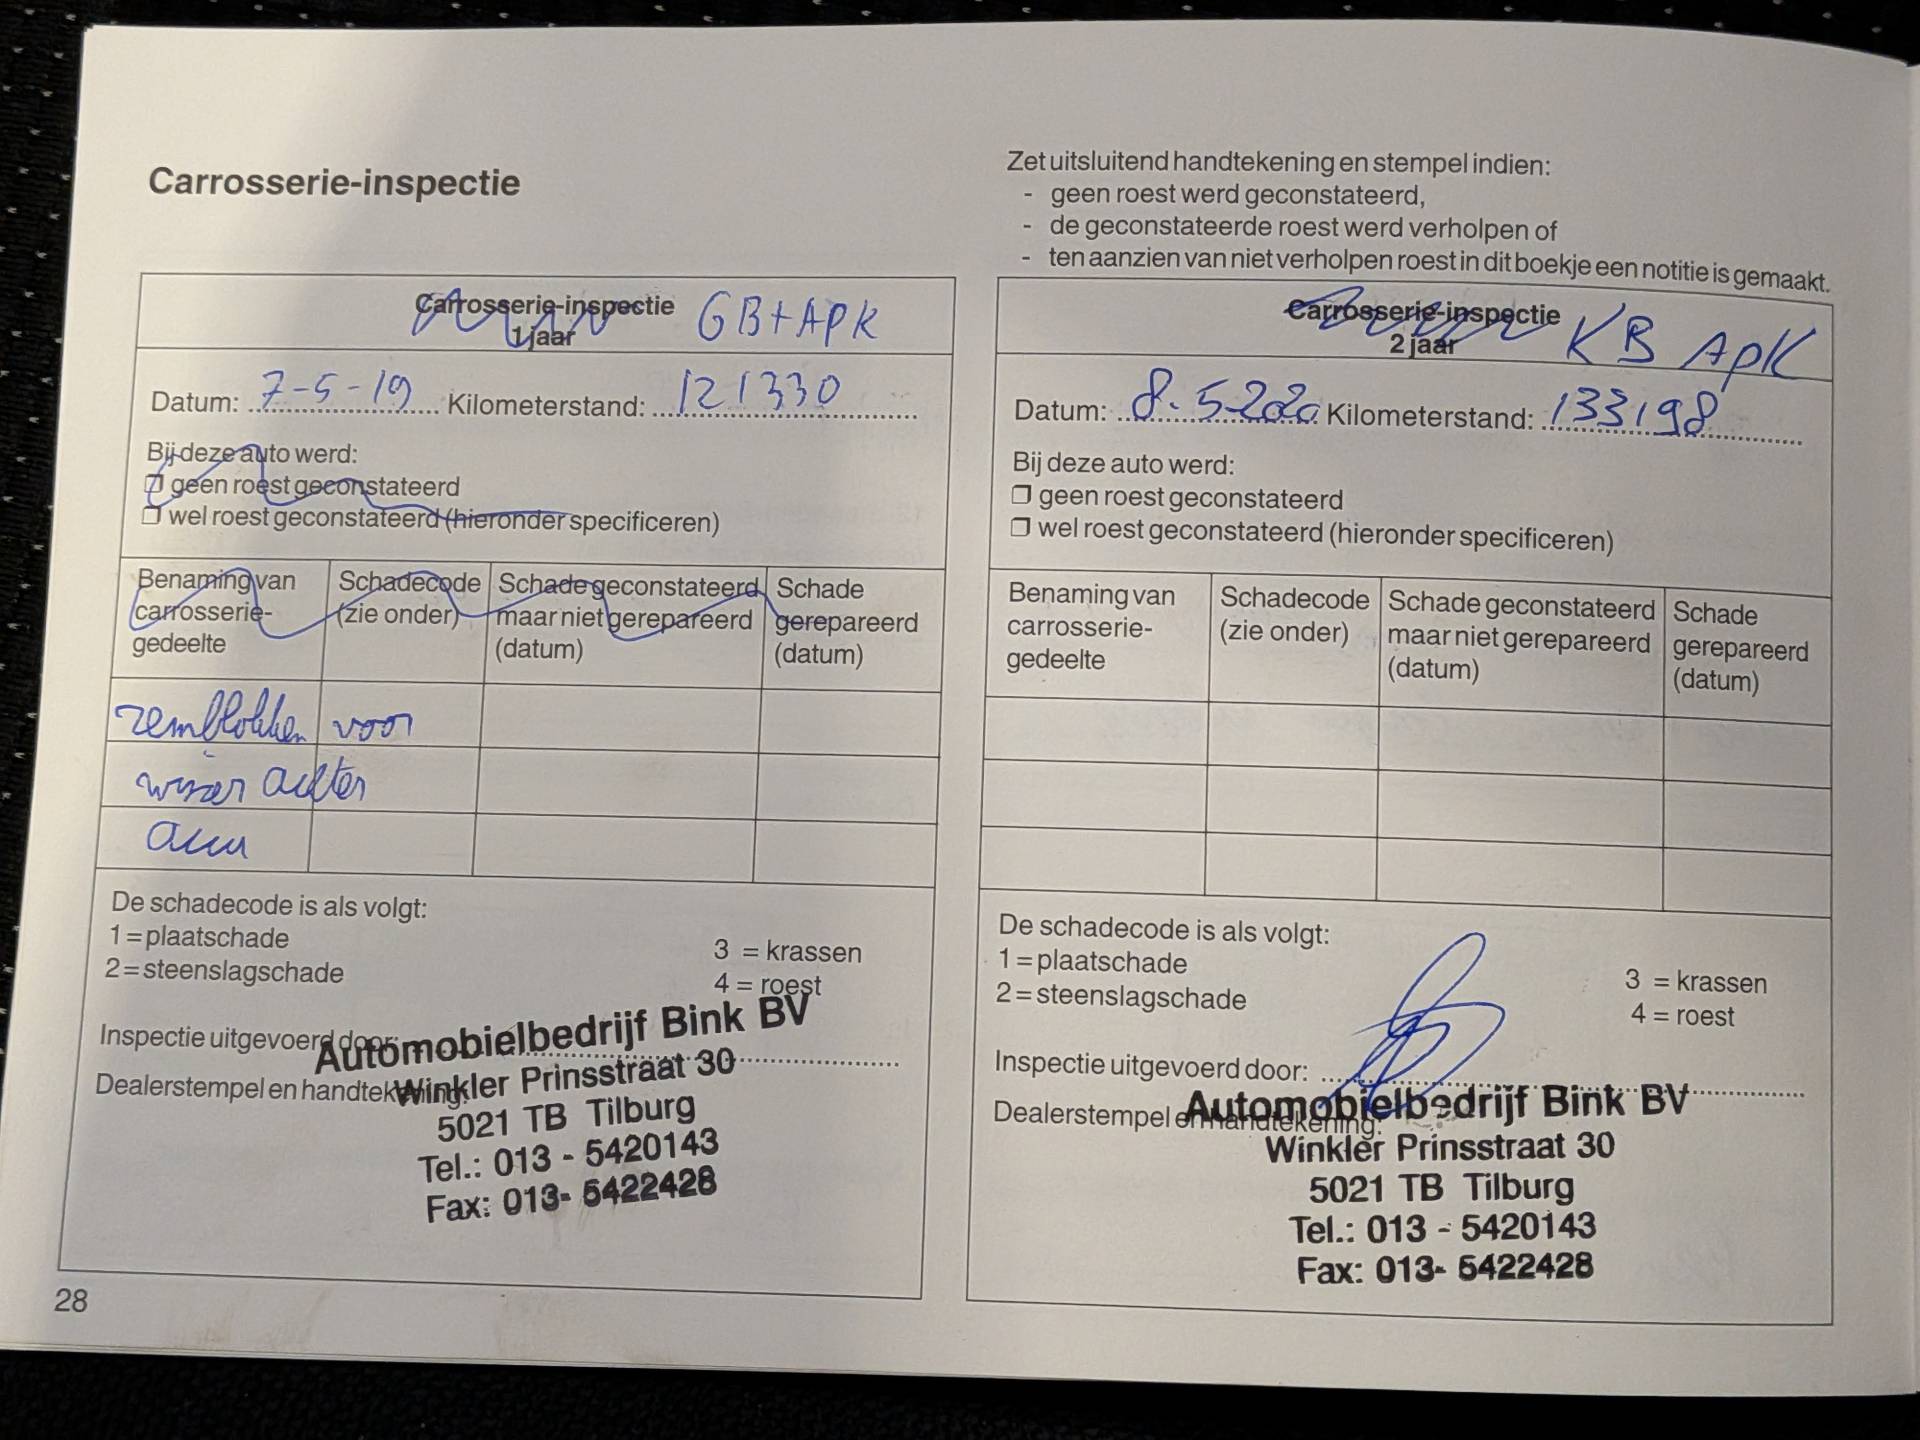 Carrosserie-inspectie
Zet uitsluitend handtekening en stempel indien:
- geen roest werd geconstateerd,
- de geconstateerde roest werd verholpen of
- ten aanzien van niet verholpen roest in dit boekje een notitie is gemaakt.
Carrosserie-inspectie GB+APK
1 jaar
Datum: 7-5-19 Kilometerstand: 121330
Bij deze auto werd:
❒ geen roest geconstateerd
❒ wel roest geconstateerd (hieronder specificeren)
Benaming van Schadecode Schade geconstateerd Schade
carrosserie- (zie onder) maar niet gerepareerd gerepareerd
gedeelte (datum) (datum)
remblokken voor
wisser achter
accu
De schadecode is als volgt:
1 = plaatschade 3 = krassen
2 = steenslagschade 4 = roest
Inspectie uitgevoerd door:
Dealerstempel en handtekening:
Automobielbedrijf Bink BV
Winkler Prinsstraat 30
5021 TB Tilburg
Tel.: 013 - 5420143
Fax: 013- 5422428
28
Carrosserie-inspectie KB APK
2 jaar
Datum: 8-5-2020 Kilometerstand: 133198
Bij deze auto werd:
❒ geen roest geconstateerd
❒ wel roest geconstateerd (hieronder specificeren)
Benaming van Schadecode Schade geconstateerd Schade
carrosserie- (zie onder) maar niet gerepareerd gerepareerd
gedeelte (datum) (datum)
De schadecode is als volgt:
1 = plaatschade 3 = krassen
2 = steenslagschade 4 = roest
Inspectie uitgevoerd door:
Dealerstempel en handtekening:
Automobielbedrijf Bink BV
Winkler Prinsstraat 30
5021 TB Tilburg
Tel.: 013 - 5420143
Fax: 013- 5422428